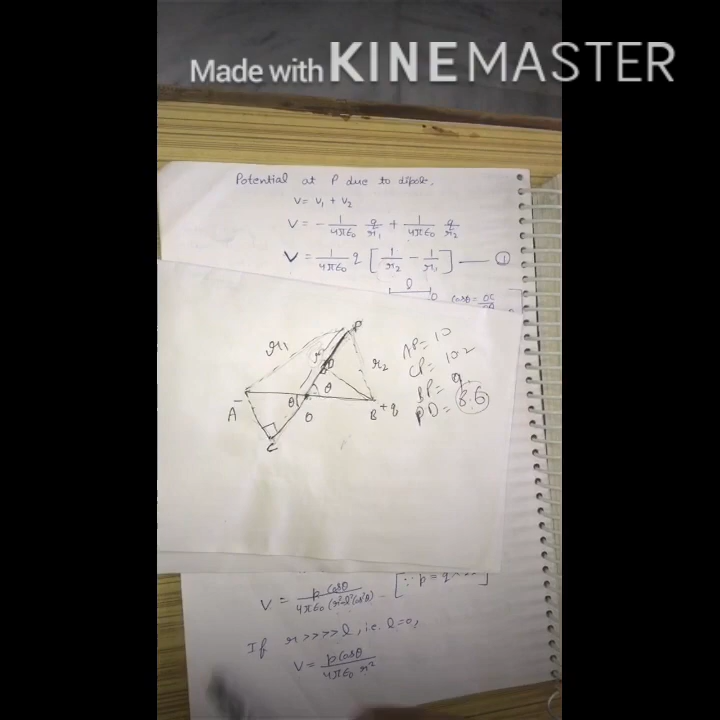 Made with KINEMASTER
Potential at P due to dipole,
V = V₁ + V₂
V = - 1/4πε₀ q/r₁ + 1/4πε₀ q/r₂
V = 1/4πε₀ q [ 1/r₂ - 1/r₁ ] —— ①
l
O cosθ = OC
P
r₁
r
r₂
D
θ θ
A -
O
B +q
C
AP = 10
CP = 10.2
BP = 9
PD = 8.6
V = p cosθ / 4πε₀ (r² - l² cos²θ) [∵ p = q
If r >>>> l, i.e. l = 0,
V = p cosθ / 4πε₀ r²